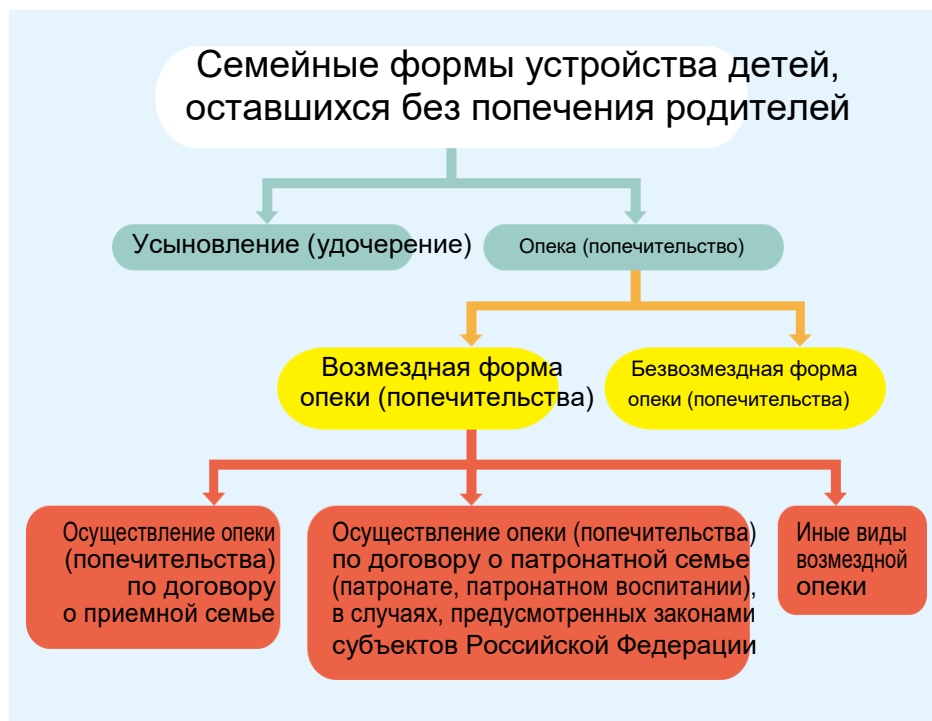 Семейные формы устройства детей,
оставшихся без попечения родителей
Усыновление (удочерение)
Опека (попечительство)
Возмездная форма
опеки (попечительства)
Безвозмездная форма
опеки (попечительства)
Осуществление опеки
(попечительства)
по договору
о приемной семье
Осуществление опеки (попечительства)
по договору о патронатной семье
(патронате, патронатном воспитании),
в случаях, предусмотренных законами
субъектов Российской Федерации
Иные виды
возмездной
опеки